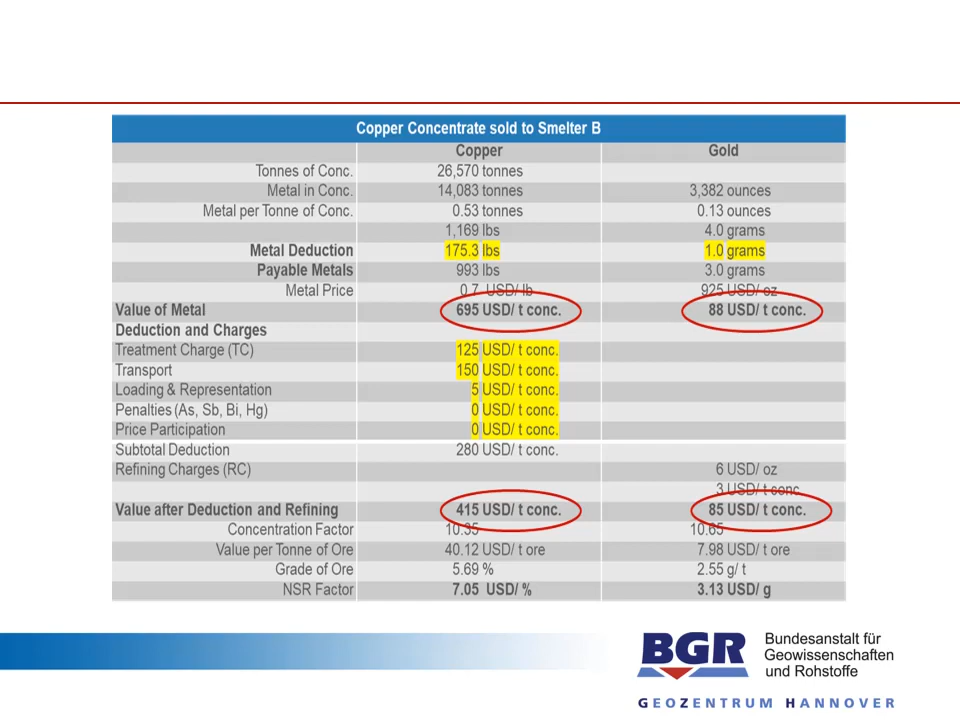 Copper Concentrate sold to Smelter B
Copper Gold
Tonnes of Conc. 26,570 tonnes
Metal in Conc. 14,083 tonnes 3,382 ounces
Metal per Tonne of Conc. 0.53 tonnes 0.13 ounces
1,169 lbs 4.0 grams
Metal Deduction 175.3 lbs 1.0 grams
Payable Metals 993 lbs 3.0 grams
Metal Price 0.7 USD/ lb 925 USD/ oz
Value of Metal 695 USD/ t conc. 88 USD/ t conc.
Deduction and Charges
Treatment Charge (TC) 125 USD/ t conc.
Transport 150 USD/ t conc.
Loading & Representation 5 USD/ t conc.
Penalties (As, Sb, Bi, Hg) 0 USD/ t conc.
Price Participation 0 USD/ t conc.
Subtotal Deduction 280 USD/ t conc.
Refining Charges (RC) 6 USD/ oz
3 USD/ t conc.
Value after Deduction and Refining 415 USD/ t conc. 85 USD/ t conc.
Concentration Factor 10.35 10.65
Value per Tonne of Ore 40.12 USD/ t ore 7.98 USD/ t ore
Grade of Ore 5.69 % 2.55 g/ t
NSR Factor 7.05 USD/ % 3.13 USD/ g
BGR
Bundesanstalt für
Geowissenschaften
und Rohstoffe
GEOZENTRUM HANNOVER